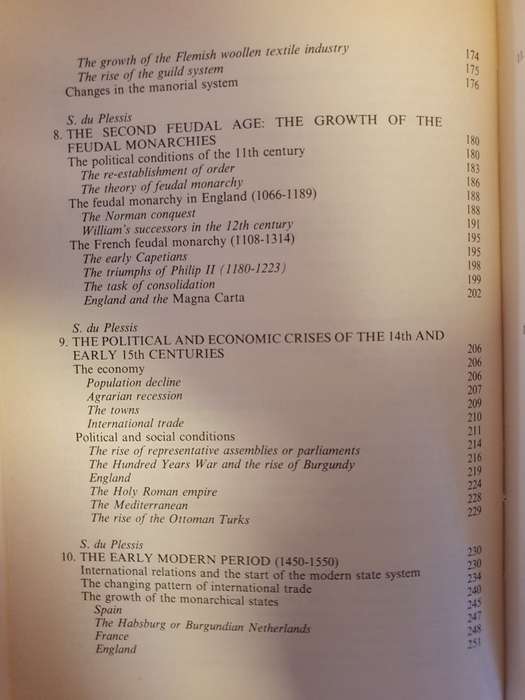 The growth of the Flemish woollen textile industry 174
The rise of the guild system 175
Changes in the manorial system 176
S. du Plessis
8. THE SECOND FEUDAL AGE: THE GROWTH OF THE
FEUDAL MONARCHIES 180
The political conditions of the 11th century 180
The re-establishment of order 183
The theory of feudal monarchy 186
The feudal monarchy in England (1066-1189) 188
The Norman conquest 188
William's successors in the 12th century 191
The French feudal monarchy (1108-1314) 195
The early Capetians 195
The triumphs of Philip II (1180-1223) 198
The task of consolidation 199
England and the Magna Carta 202
S. du Plessis
9. THE POLITICAL AND ECONOMIC CRISES OF THE 14th AND
EARLY 15th CENTURIES 206
The economy 206
Population decline 206
Agrarian recession 207
The towns 209
International trade 210
Political and social conditions 211
The rise of representative assemblies or parliaments 214
The Hundred Years War and the rise of Burgundy 216
England 219
The Holy Roman empire 224
The Mediterranean 228
The rise of the Ottoman Turks 229
S. du Plessis
10. THE EARLY MODERN PERIOD (1450-1550) 230
International relations and the start of the modern state system 230
The changing pattern of international trade 234
The growth of the monarchical states 240
Spain 245
The Habsburg or Burgundian Netherlands 247
France 248
England 251